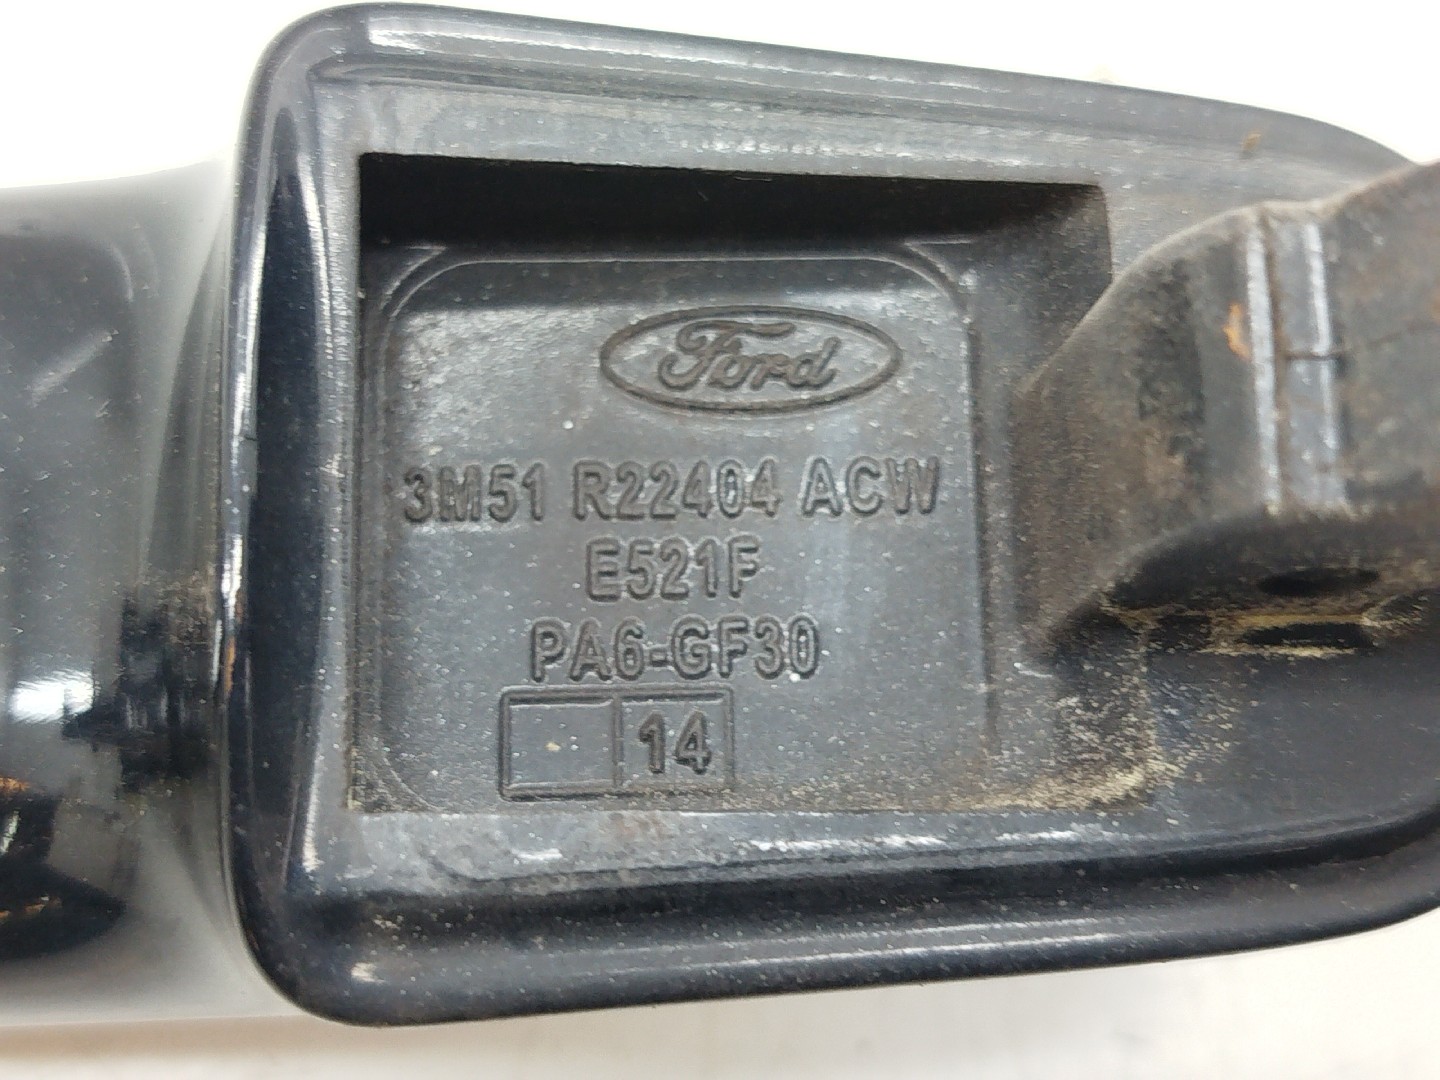 Ford
3M51 R22404 ACW
E521F
PA6-GF30
14